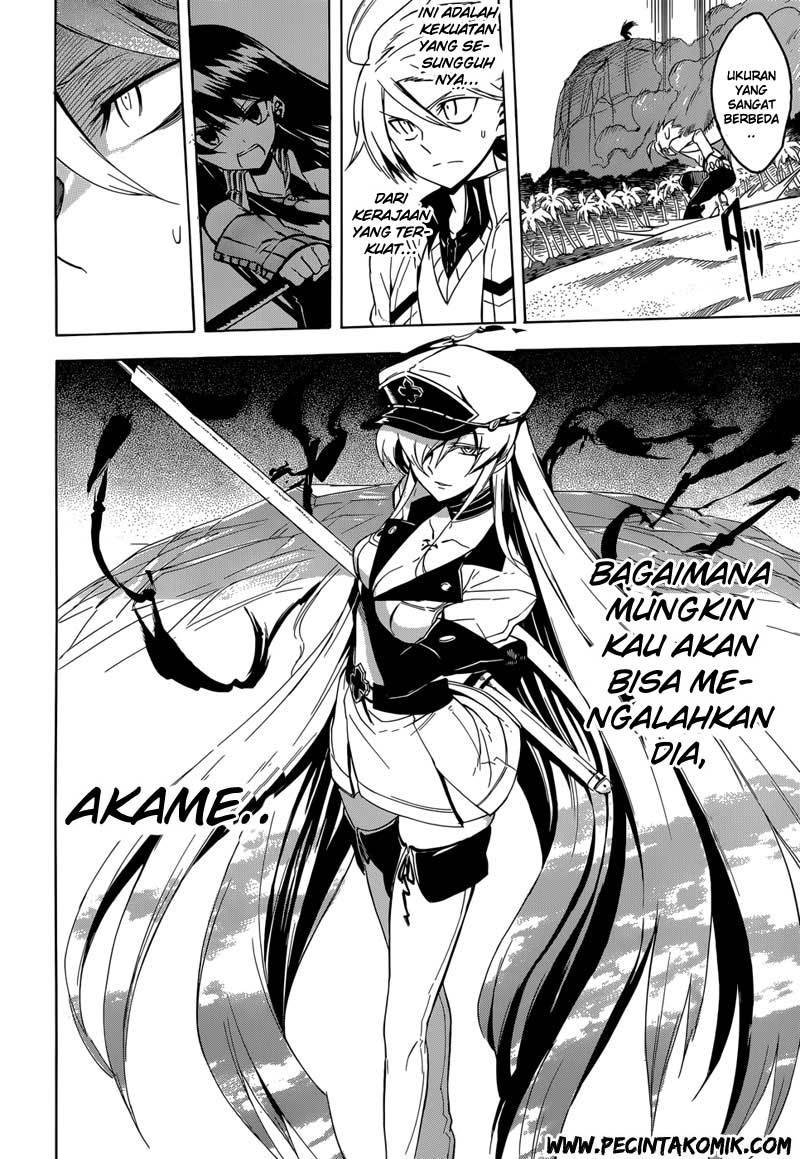 UKURAN
YANG
SANGAT
BERBEDA
..
INI ADALAH
KEKUATAN
YANG SE-
SUNGGUH
NYA...
DARI
KERAJAAN
YANG TER-
KUAT...
BAGAIMANA
MUNGKIN
KAU AKAN
BISA ME-
NGALAHKAN
DIA,
AKAME..
WWW.PECINTAKOMIK.COM